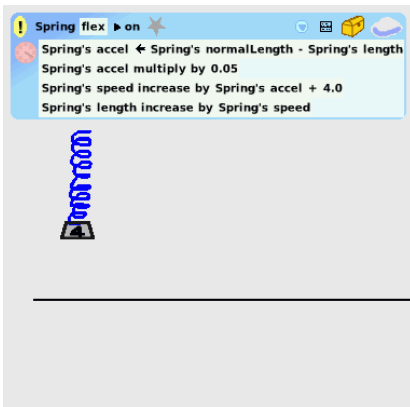 ! Spring flex on
Spring's accel ← Spring's normalLength - Spring's length
Spring's accel multiply by 0.05
Spring's speed increase by Spring's accel + 4.0
Spring's length increase by Spring's speed
4